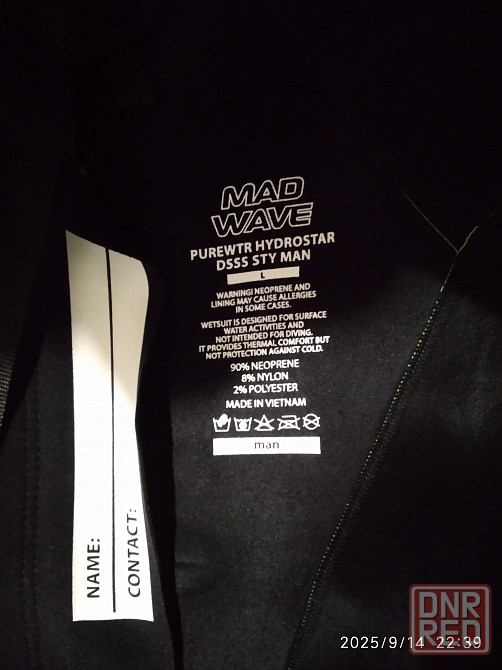 MAD
WAVE
PUREWTR HYDROSTAR
DSSS STY MAN
L
WARNING! NEOPRENE AND
LINING MAY CAUSE ALLERGIES
IN SOME CASES.
WETSUIT IS DESIGNED FOR SURFACE
WATER ACTIVITIES AND
NOT INTENDED FOR DIVING.
IT PROVIDES THERMAL COMFORT BUT
NOT PROTECTION AGAINST COLD.
90% NEOPRENE
8% NYLON
2% POLYESTER
MADE IN VIETNAM
man
NAME:
CONTACT:
2025/9/14 22:39
DNR
RED